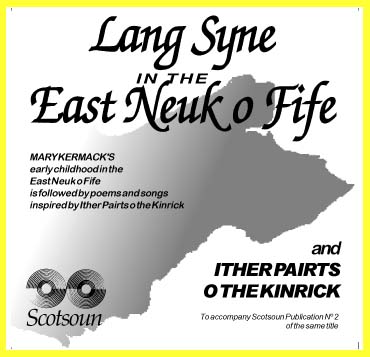 Lang Syne
IN THE
East Neuk o Fife
MARY KERMACK'S
early childhood in the
East Neuk o Fife
is followed by poems and songs
inspired by Ither Pairts o the Kinrick
and
ITHER PAIRTS
O THE KINRICK
Scotsoun
To accompany Scotsoun Publication Nº 2
of the same title